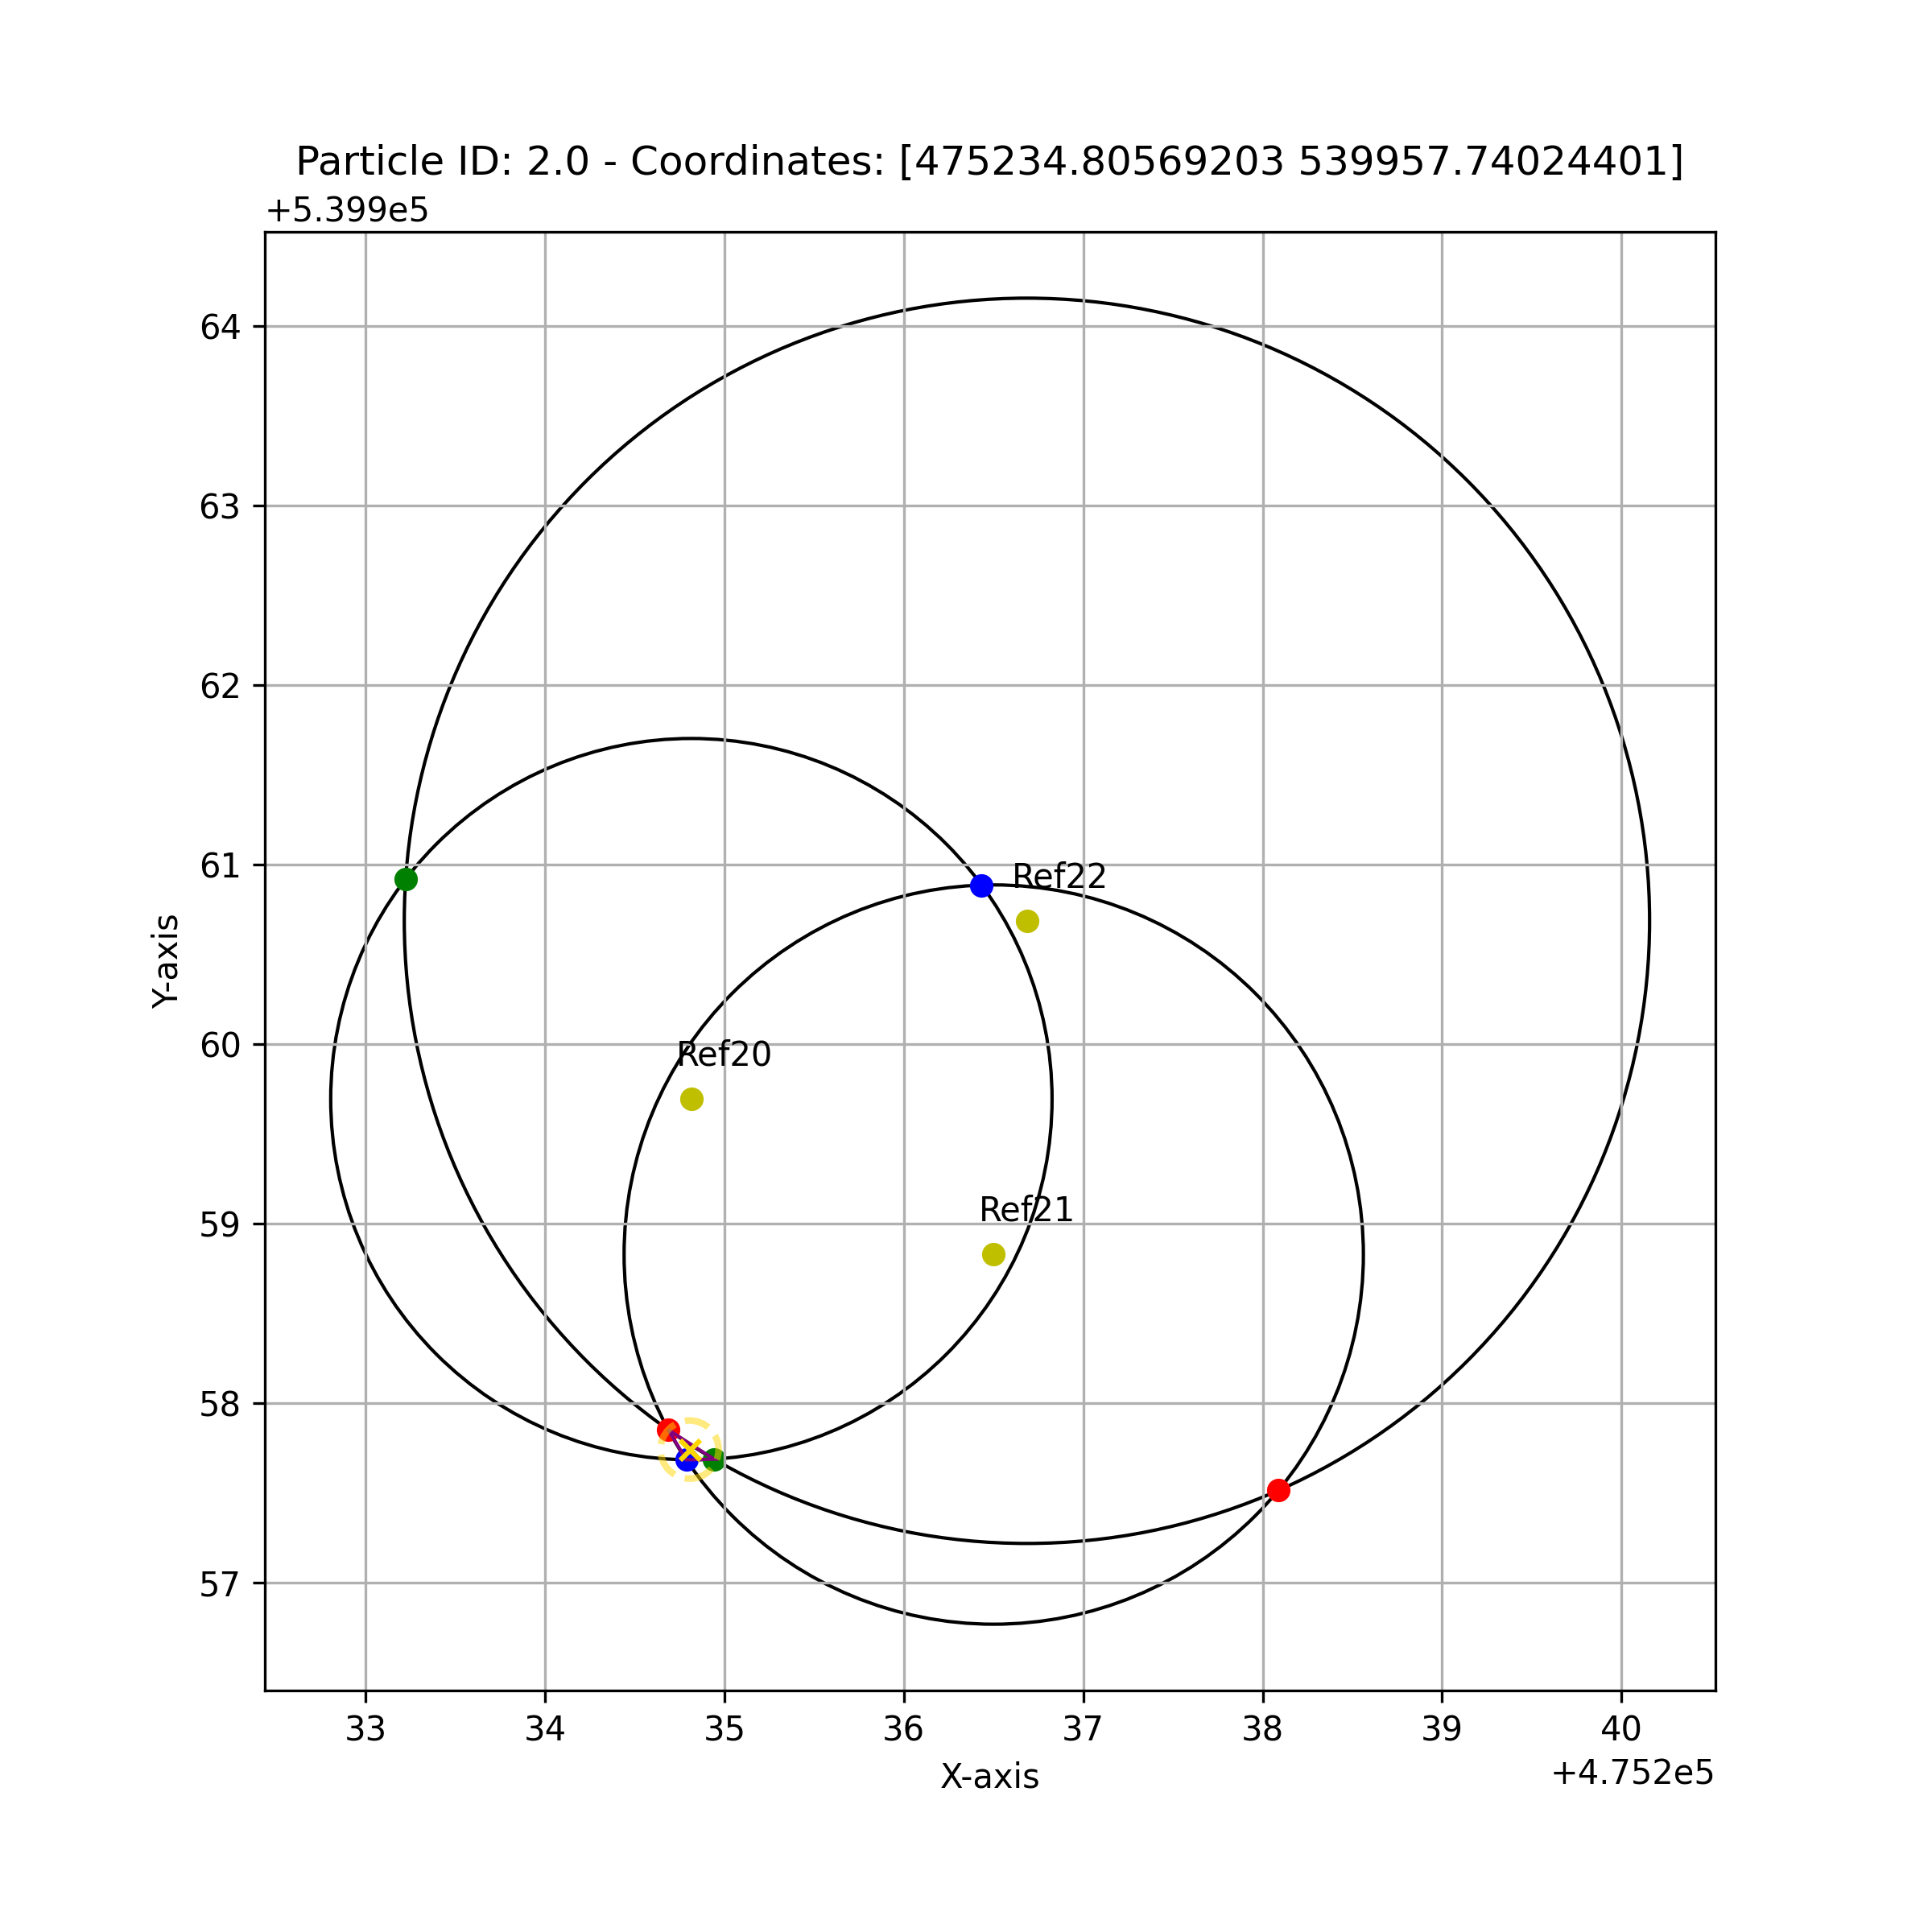 Particle ID: 2.0 - Coordinates: [475234.80569203 539957.74024401]
+5.399e5
64
63
62
61
60
59
58
57
Y-axis
Ref22
Ref20
Ref21
33 34 35 36 37 38 39 40
X-axis
+4.752e5